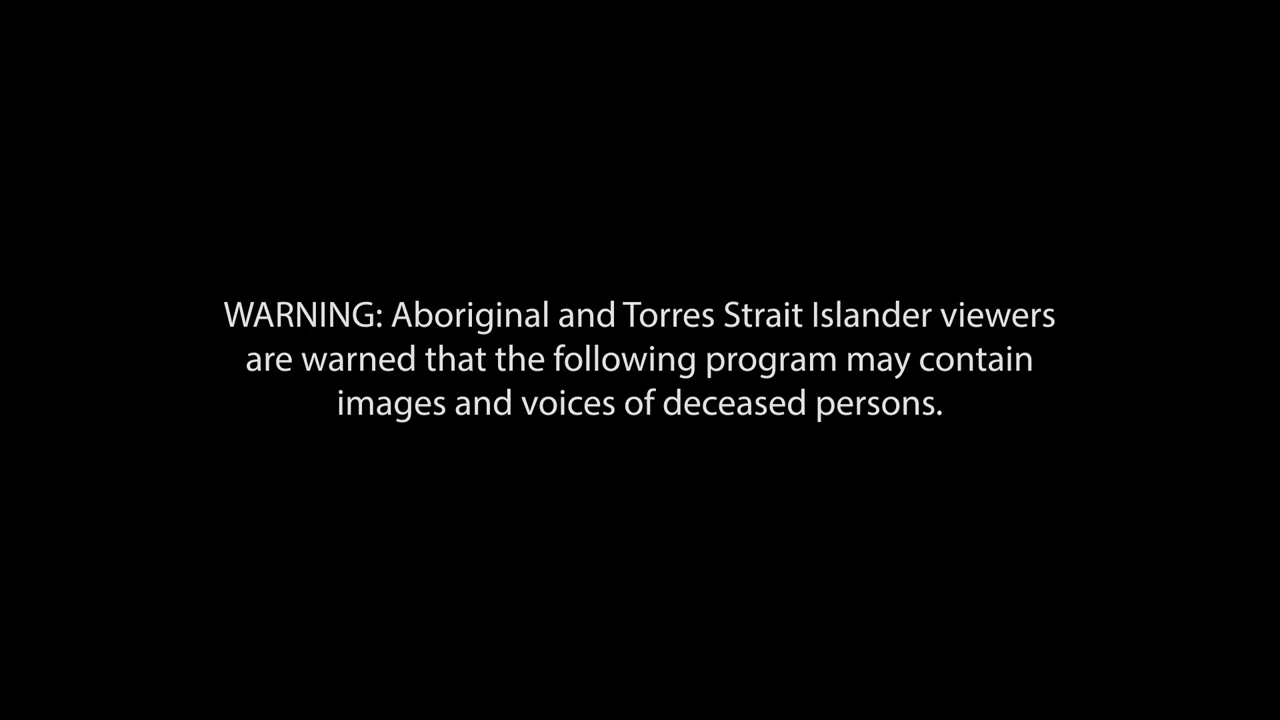 WARNING: Aboriginal and Torres Strait Islander viewers
are warned that the following program may contain
images and voices of deceased persons.